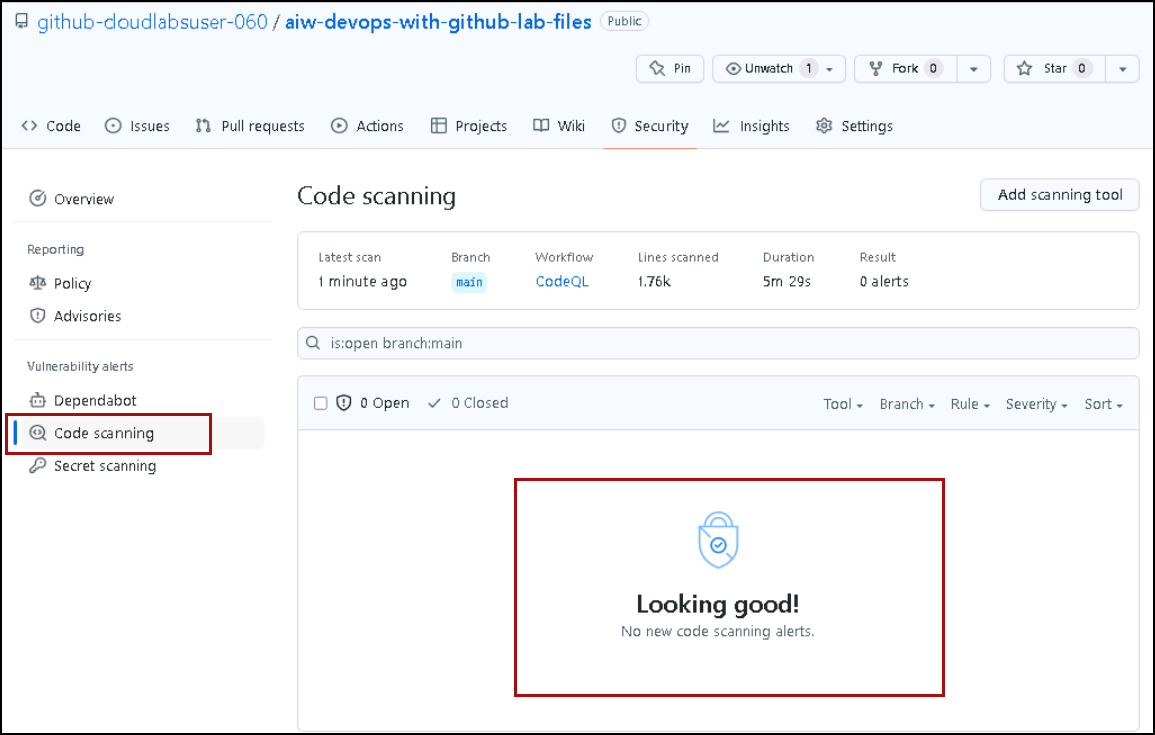 github-cloudlabsuser-060 / aiw-devops-with-github-lab-files Public
Pin Unwatch 1 Fork 0 Star 0
Code Issues Pull requests Actions Projects Wiki Security Insights Settings
Overview
Reporting
Policy
Advisories
Vulnerability alerts
Dependabot
Code scanning
Secret scanning
Code scanning
Add scanning tool
Latest scan Branch Workflow Lines scanned Duration Result
1 minute ago main CodeQL 1.76k 5m 29s 0 alerts
is:open branch:main
0 Open 0 Closed Tool Branch Rule Severity Sort
Looking good!
No new code scanning alerts.